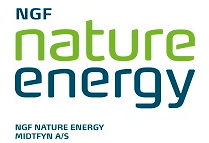 NGF
nature
energy
NGF NATURE ENERGY
MIDTFYN A/S